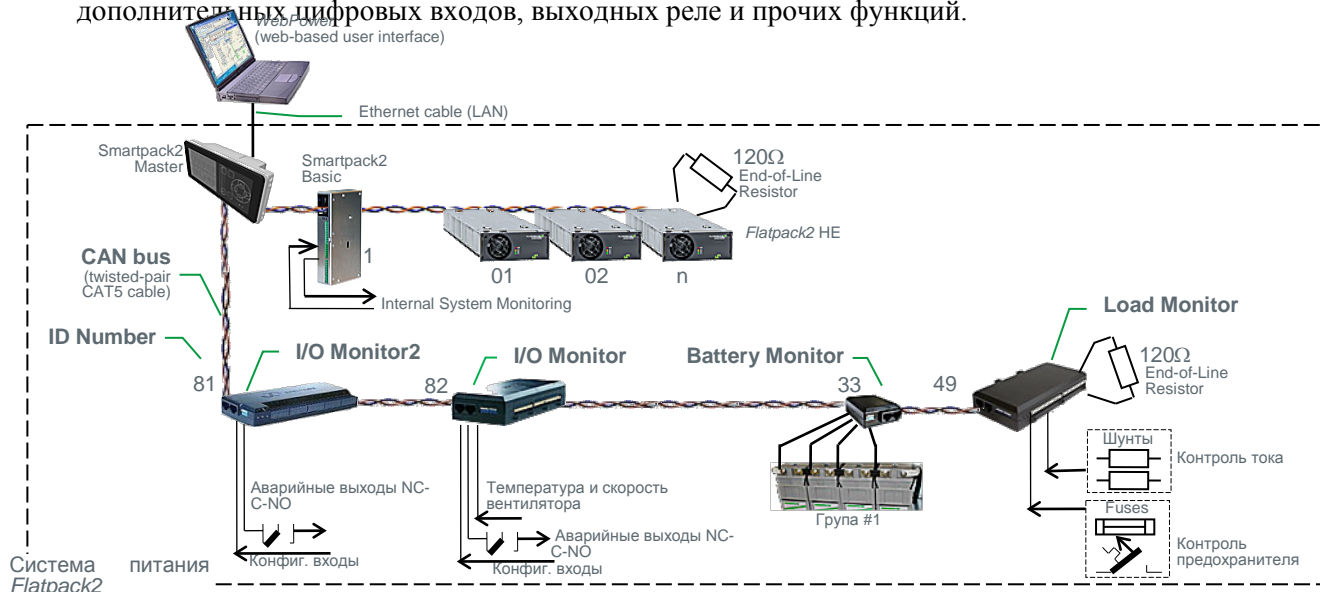 дополнительных цифровых входов, выходных реле и прочих функций.
WebPower
(web-based user interface)
Ethernet cable (LAN)
Smartpack2
Master
Smartpack2
Basic
120Ω
End-of-Line
Resistor
Flatpack2 HE
1
01
02
n
CAN bus
(twisted-pair
CAT5 cable)
Internal System Monitoring
ID Number
I/O Monitor2
I/O Monitor
Battery Monitor
Load Monitor
81
82
33
49
120Ω
End-of-Line
Resistor
Шунты
Контроль тока
Аварийные выходы NC-
C-NO
Температура и скорость
вентилятора
Група #1
Fuses
Аварийные выходы NC-
C-NO
Конфиг. входы
Конфиг. входы
Контроль
предохранителя
Система питания
Flatpack2